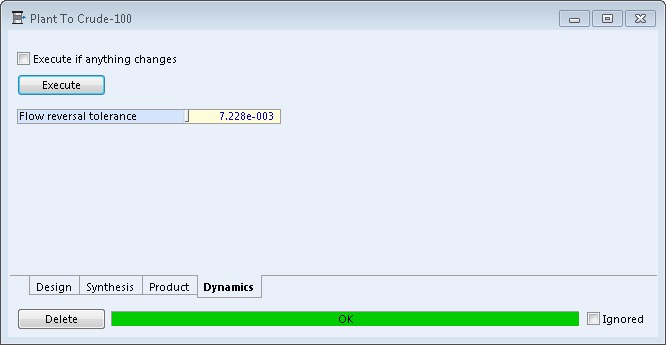 Plant To Crude-100
Execute if anything changes
Execute
Flow reversal tolerance 7.228e-003
Design Synthesis Product Dynamics
Delete OK Ignored